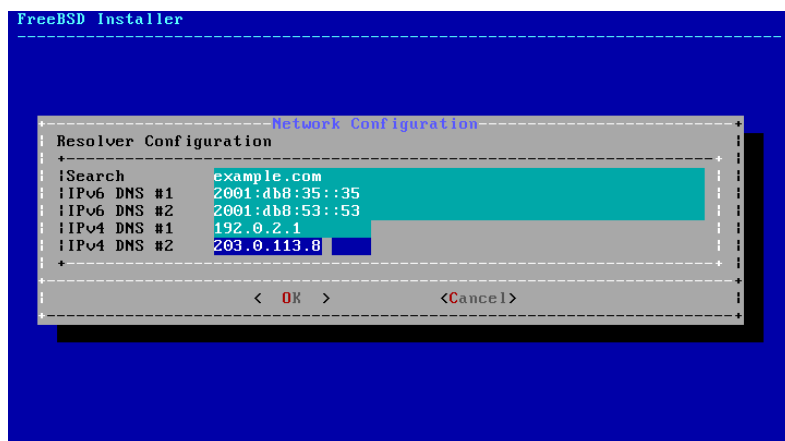 FreeBSD Installer
Network Configuration
Resolver Configuration
Search example.com
IPv6 DNS #1 2001:db8:35::35
IPv6 DNS #2 2001:db8:53::53
IPv4 DNS #1 192.0.2.1
IPv4 DNS #2 203.0.113.8
< OK > <Cancel>